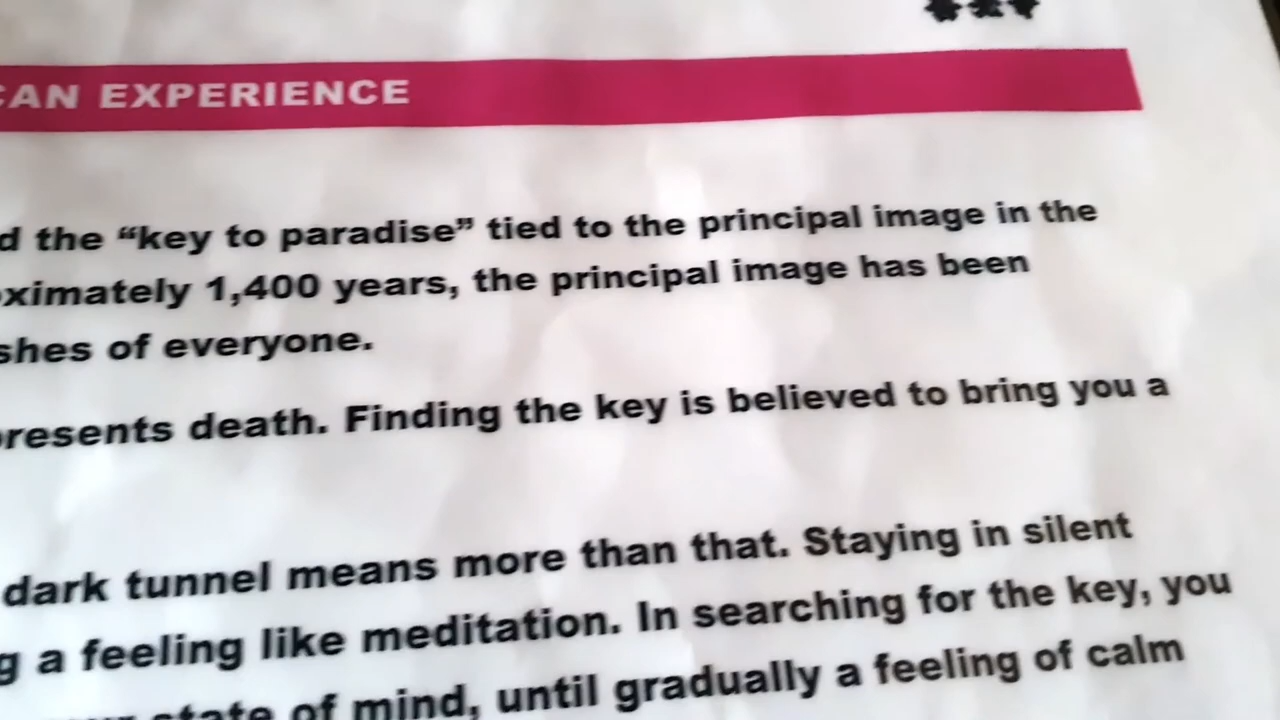 CAN EXPERIENCE
d the “key to paradise” tied to the principal image in the
ximately 1,400 years, the principal image has been
shes of everyone.
presents death. Finding the key is believed to bring you a
dark tunnel means more than that. Staying in silent
g a feeling like meditation. In searching for the key, you
state of mind, until gradually a feeling of calm